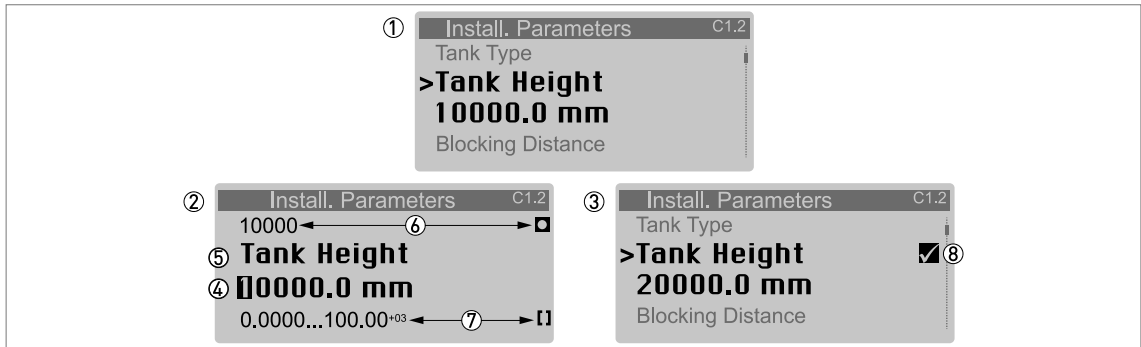 ① Install. Parameters C1.2
Tank Type
>Tank Height
10000.0 mm
Blocking Distance
② Install. Parameters C1.2
10000 ⑥
⑤ Tank Height
④ 10000.0 mm
0.0000...100.00+03 ⑦ []
③ Install. Parameters C1.2
Tank Type
>Tank Height ⑧
20000.0 mm
Blocking Distance